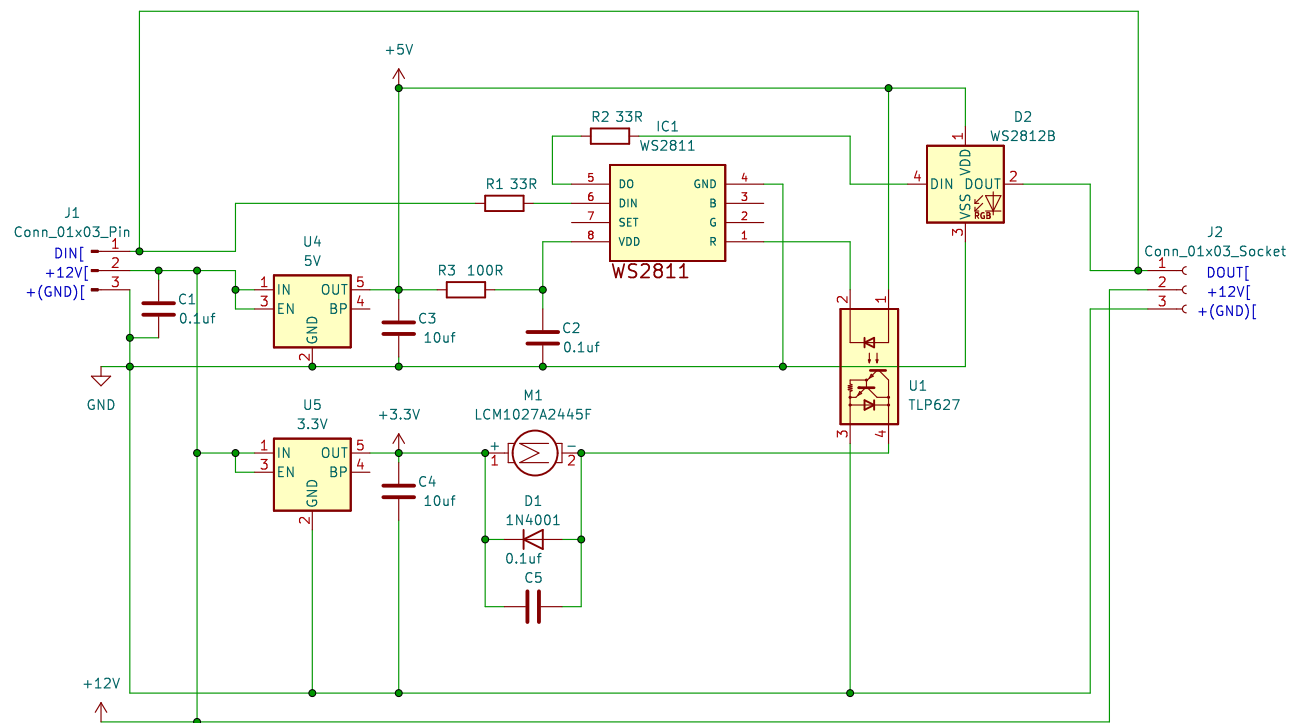 +5V
D2
WS2812B
R2 33R
IC1
WS2811
1
VDD
5
DO
GND
4
4
DIN
DOUT
2
R1 33R
6
DIN
B
3
VSS
RGB
J1
Conn_01x03_Pin
7
SET
G
2
3
8
VDD
R
1
J2
Conn_01x03_Socket
DIN[
1
U4
5V
WS2811
+12V[
2
R3 100R
1
DOUT[
+(GND)[
3
1
IN
OUT
5
2
+12V[
C1
0.1uf
3
EN
BP
4
2
1
3
+(GND)[
GND
2
C3
10uf
C2
0.1uf
GND
U5
3.3V
+3.3V
M1
LCM1027A2445F
U1
TLP627
3
4
1
IN
OUT
5
+
1
−
2
3
EN
BP
4
GND
2
C4
10uf
D1
1N4001
0.1uf
C5
+12V